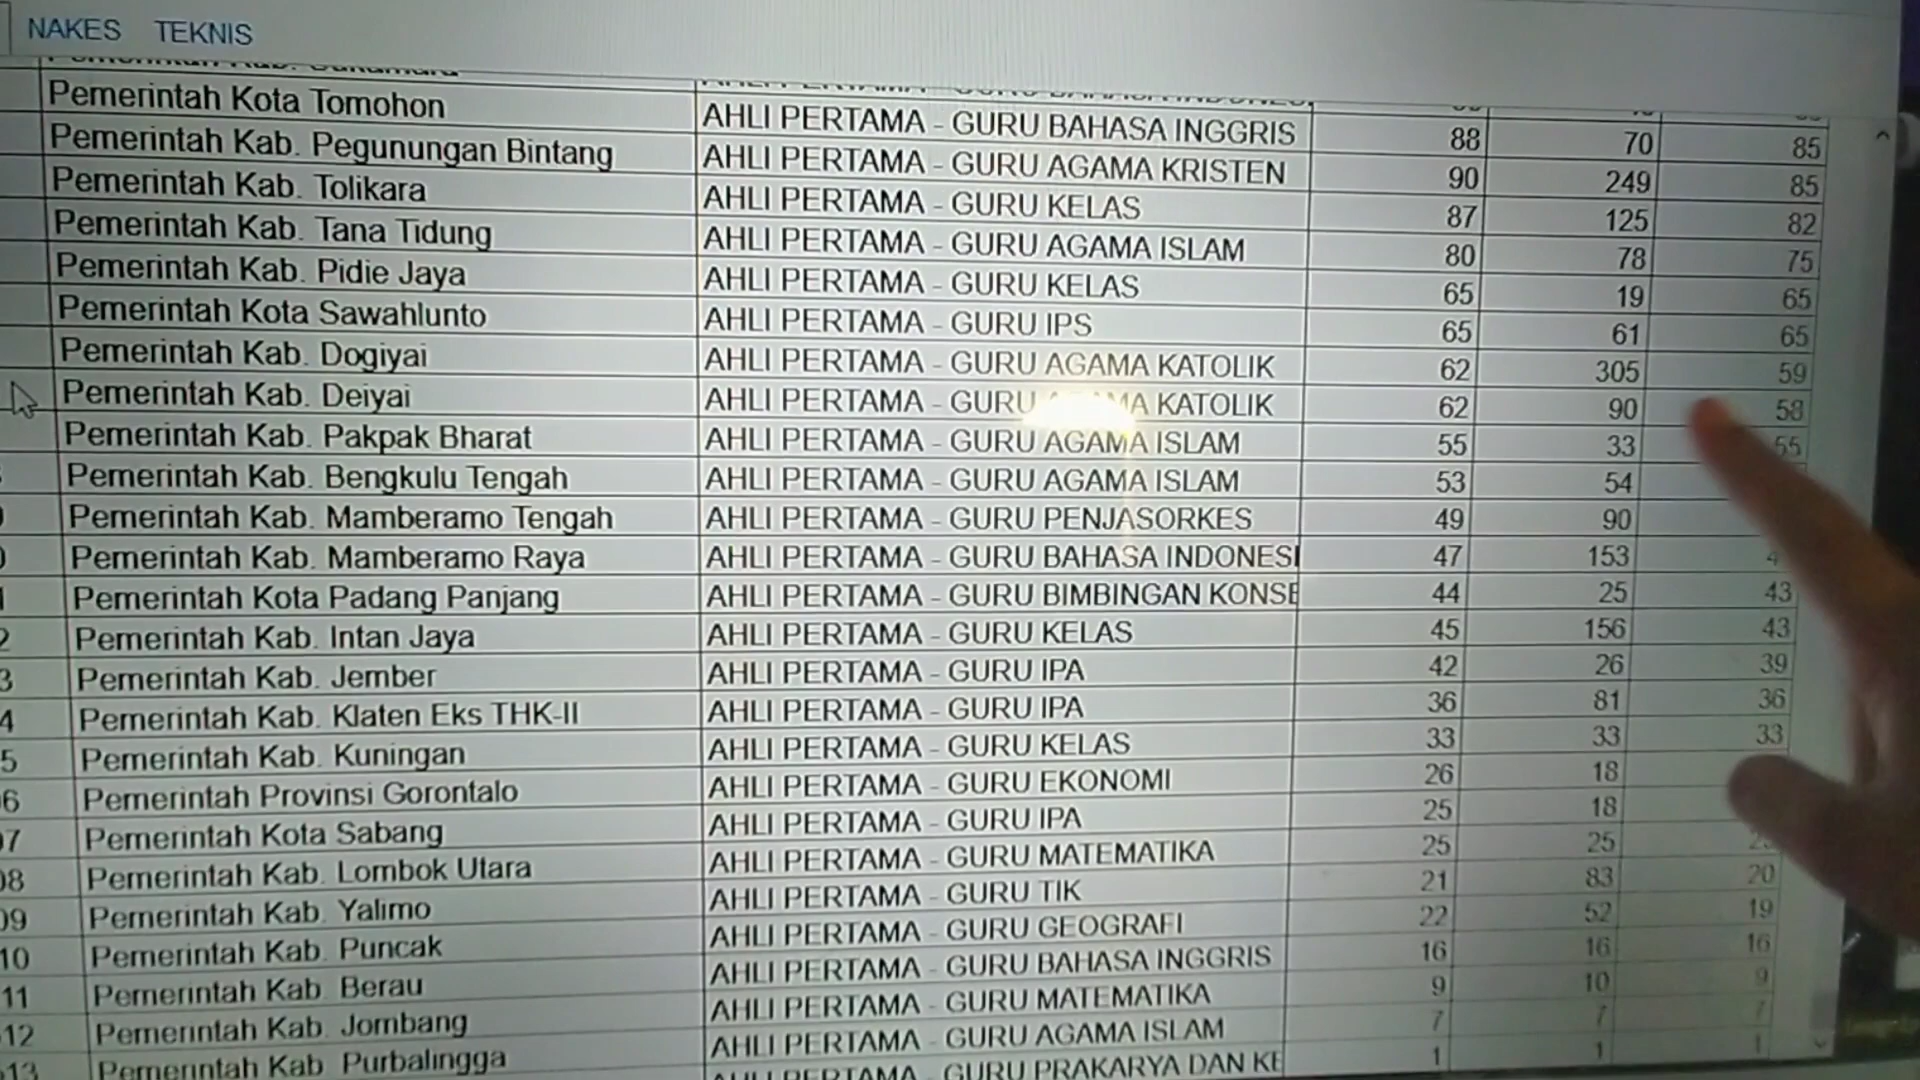 NAKES TEKNIS
Pemerintah Kota Tomohon AHLI PERTAMA - GURU BAHASA INGGRIS 88 70 85
Pemerintah Kab. Pegunungan Bintang AHLI PERTAMA - GURU AGAMA KRISTEN 90 249 85
Pemerintah Kab. Tolikara AHLI PERTAMA - GURU KELAS 87 125 82
Pemerintah Kab. Tana Tidung AHLI PERTAMA - GURU AGAMA ISLAM 80 78 75
Pemerintah Kab. Pidie Jaya AHLI PERTAMA - GURU KELAS 65 19 65
Pemerintah Kota Sawahlunto AHLI PERTAMA - GURU IPS 65 61 65
Pemerintah Kab. Dogiyai AHLI PERTAMA - GURU AGAMA KATOLIK 62 305 59
Pemerintah Kab. Deiyai AHLI PERTAMA - GURU KATOLIK 62 90 58
Pemerintah Kab. Pakpak Bharat AHLI PERTAMA - GURU AGAMA ISLAM 55 33 55
Pemerintah Kab. Bengkulu Tengah AHLI PERTAMA - GURU AGAMA ISLAM 53 54
Pemerintah Kab. Mamberamo Tengah AHLI PERTAMA - GURU PENJASORKES 49 90
Pemerintah Kab. Mamberamo Raya AHLI PERTAMA - GURU BAHASA INDONESI 47 153
Pemerintah Kota Padang Panjang AHLI PERTAMA - GURU BIMBINGAN KONSE 44 25 43
2 Pemerintah Kab. Intan Jaya AHLI PERTAMA - GURU KELAS 45 156 43
3 Pemerintah Kab. Jember AHLI PERTAMA - GURU IPA 42 26 39
4 Pemerintah Kab. Klaten Eks THK-II AHLI PERTAMA - GURU IPA 36 81 36
5 Pemerintah Kab. Kuningan AHLI PERTAMA - GURU KELAS 33 33 33
06 Pemerintah Provinsi Gorontalo AHLI PERTAMA - GURU EKONOMI 26 18
07 Pemerintah Kota Sabang AHLI PERTAMA - GURU IPA 25 18
08 Pemerintah Kab. Lombok Utara AHLI PERTAMA - GURU MATEMATIKA 25 25
09 Pemerintah Kab. Yalimo AHLI PERTAMA - GURU TIK 21 83 20
10 Pemerintah Kab. Puncak AHLI PERTAMA - GURU GEOGRAFI 22 52 19
11 Pemerintah Kab. Berau AHLI PERTAMA - GURU BAHASA INGGRIS 16 16 16
12 Pemerintah Kab. Jombang AHLI PERTAMA - GURU MATEMATIKA 9 10 9
13 Pemerintah Kab. Purbalingga AHLI PERTAMA - GURU AGAMA ISLAM 7 7 7
AHLI PERTAMA - GURU PRAKARYA DAN KE 1 1 1